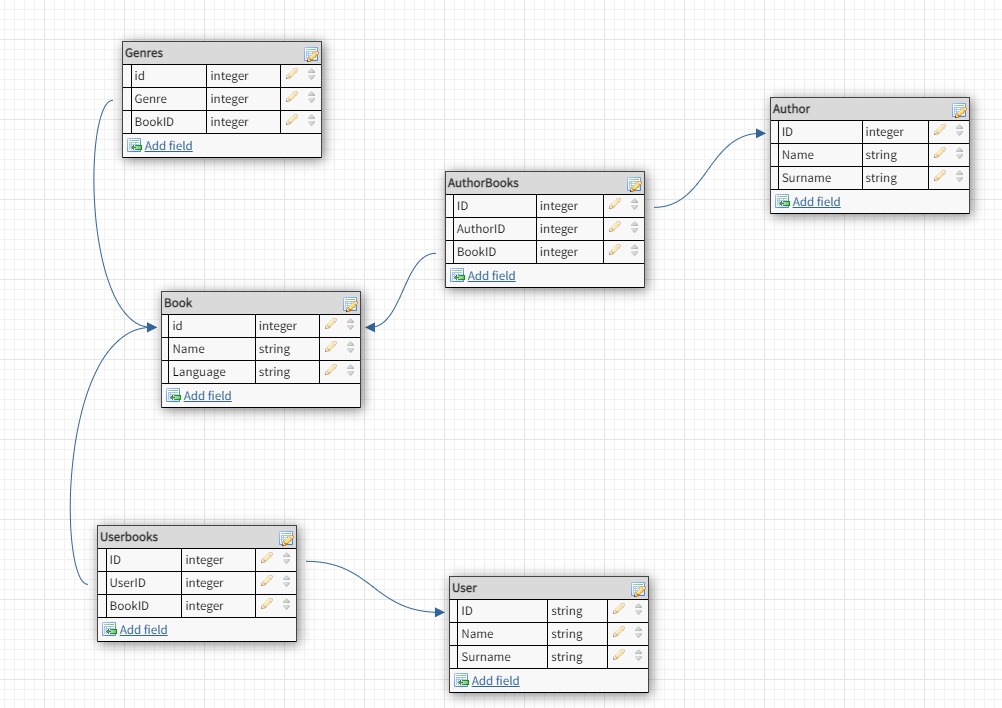 Genres
id integer
Genre integer
BookID integer
Add field
Author
ID integer
Name string
Surname string
Add field
AuthorBooks
ID integer
AuthorID integer
BookID integer
Add field
Book
id integer
Name string
Language string
Add field
Userbooks
ID integer
UserID integer
BookID integer
Add field
User
ID string
Name string
Surname string
Add field